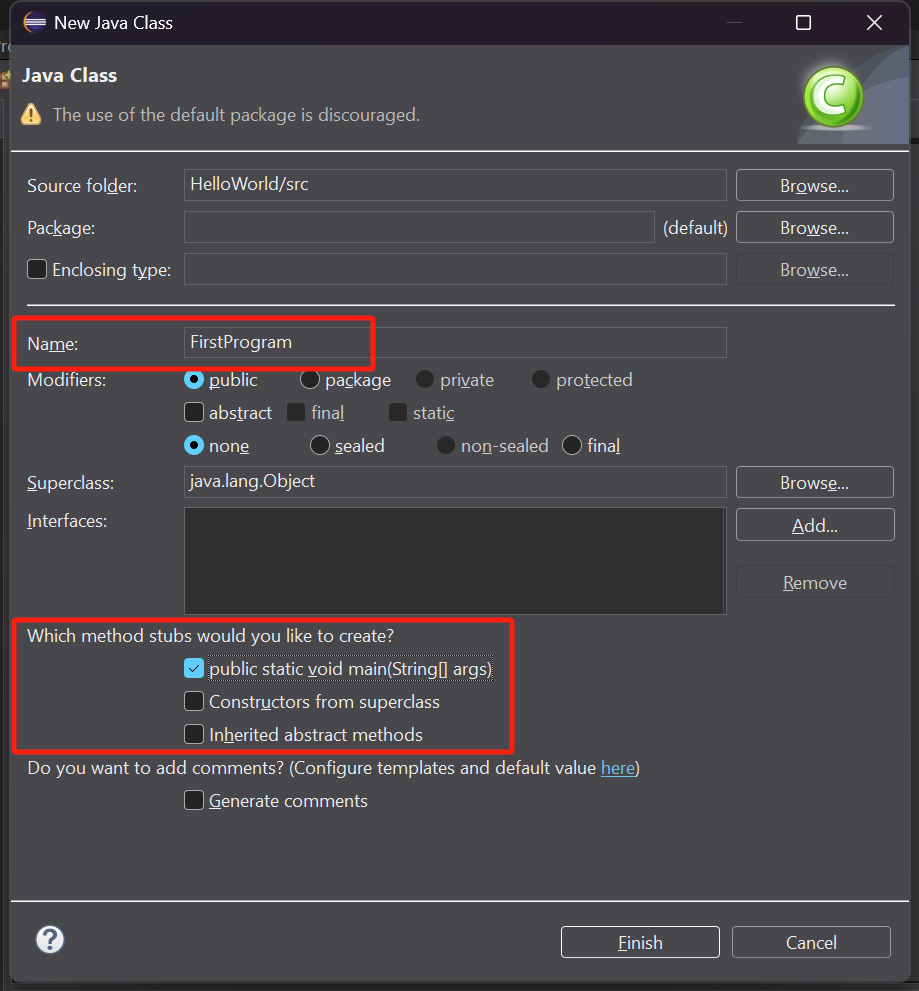 New Java Class
Java Class
The use of the default package is discouraged.
Source folder: HelloWorld/src Browse...
Package: (default) Browse...
Enclosing type: Browse...
Name: FirstProgram
Modifiers: public package private protected
abstract final static
none sealed non-sealed final
Superclass: java.lang.Object Browse...
Interfaces: Add...
Remove
Which method stubs would you like to create?
public static void main(String[] args)
Constructors from superclass
Inherited abstract methods
Do you want to add comments? (Configure templates and default value here)
Generate comments
? Finish Cancel